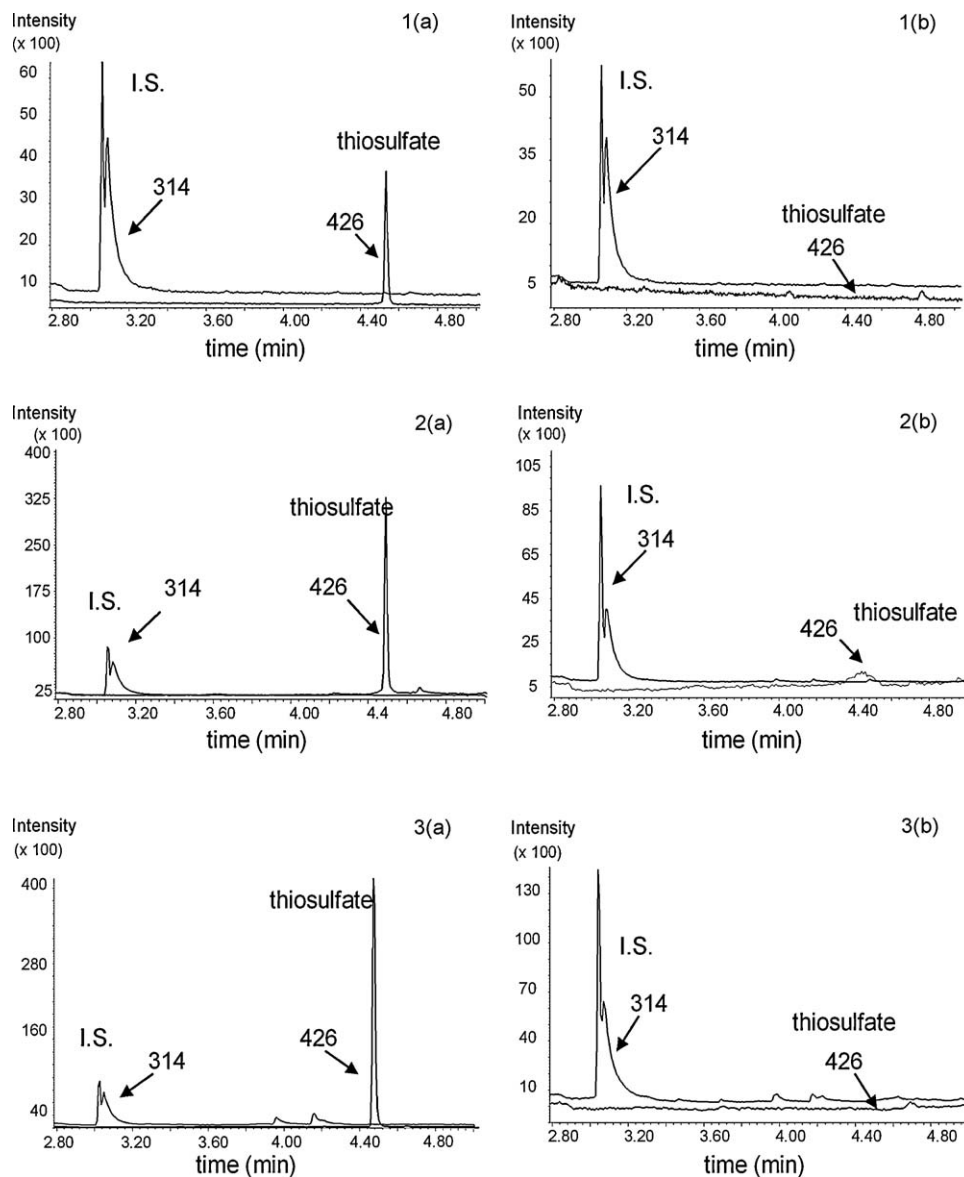 Intensity
(x 100)
1(a)
I.S.
thiosulfate
314
426
60
50
40
30
20
10
2.80 3.20 3.60 4.00 4.40 4.80
time (min)
Intensity
(x 100)
1(b)
I.S.
314
thiosulfate
426
50
35
20
5
2.80 3.20 3.60 4.00 4.40 4.80
time (min)
Intensity
(x 100)
2(a)
400
325
250
175
100
25
thiosulfate
I.S.
314
426
2.80 3.20 3.60 4.00 4.40 4.80
time (min)
Intensity
(x 100)
2(b)
105
85
65
45
25
5
I.S.
314
thiosulfate
426
2.80 3.20 3.60 4.00 4.40 4.80
time (min)
Intensity
(x 100)
3(a)
400
280
160
40
thiosulfate
I.S.
314
426
2.80 3.20 3.60 4.00 4.40 4.80
time (min)
Intensity
(x 100)
3(b)
130
100
70
40
10
I.S.
314
thiosulfate
426
2.80 3.20 3.60 4.00 4.40 4.80
time (min)